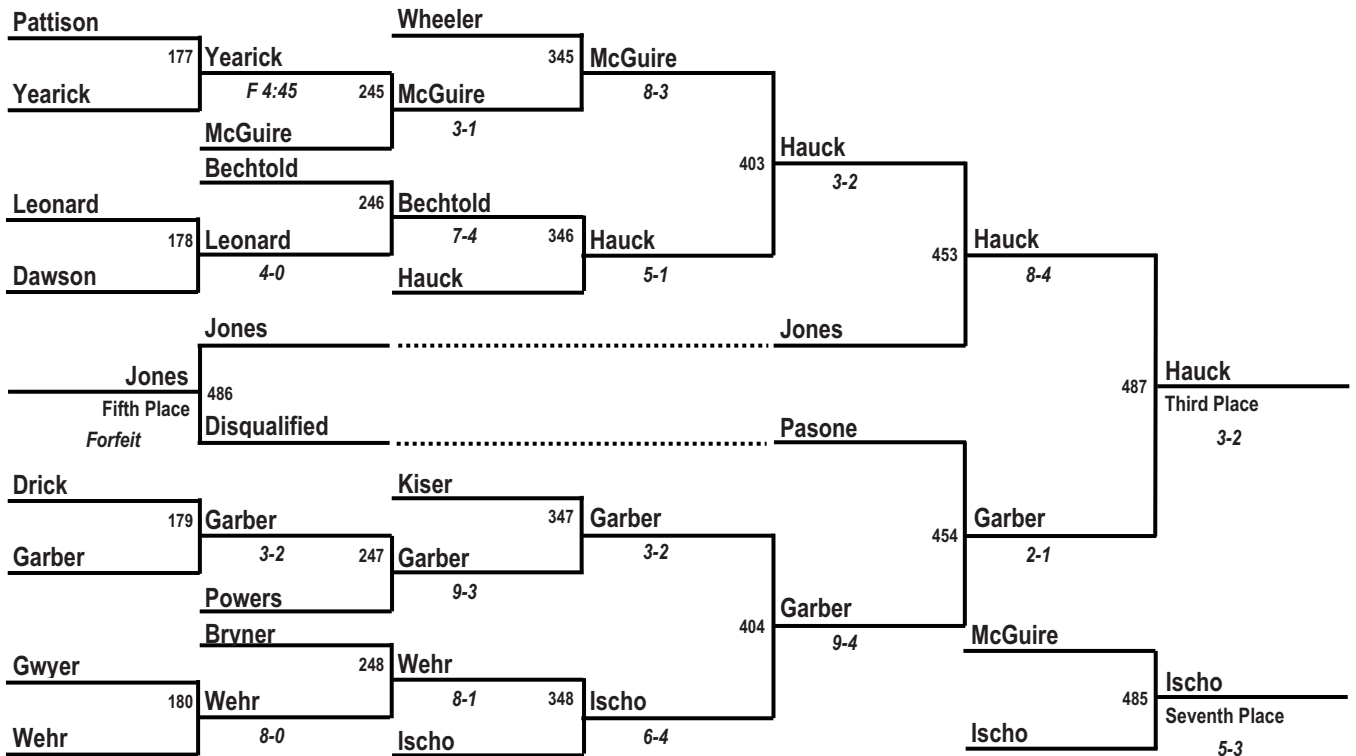 Pattison
Wheeler
177 Yearick
345 McGuire
Yearick
F 4:45
245 McGuire
8-3
McGuire
3-1
403 Hauck
Bechtold
3-2
Leonard
246 Bechtold
178 Leonard
7-4
346 Hauck
453 Hauck
Dawson
4-0
Hauck
5-1
8-4
Jones
Jones
Jones
486
487 Hauck
Fifth Place
Third Place
Forfeit
Disqualified
Pasone
3-2
Drick
Kiser
179 Garber
347 Garber
454 Garber
Garber
3-2
247 Garber
3-2
2-1
Powers
9-3
404 Garber
Bryner
9-4
McGuire
Gwyer
248 Wehr
180 Wehr
8-1
348 Ischo
485 Ischo
Wehr
8-0
Ischo
6-4
Ischo
Seventh Place
5-3